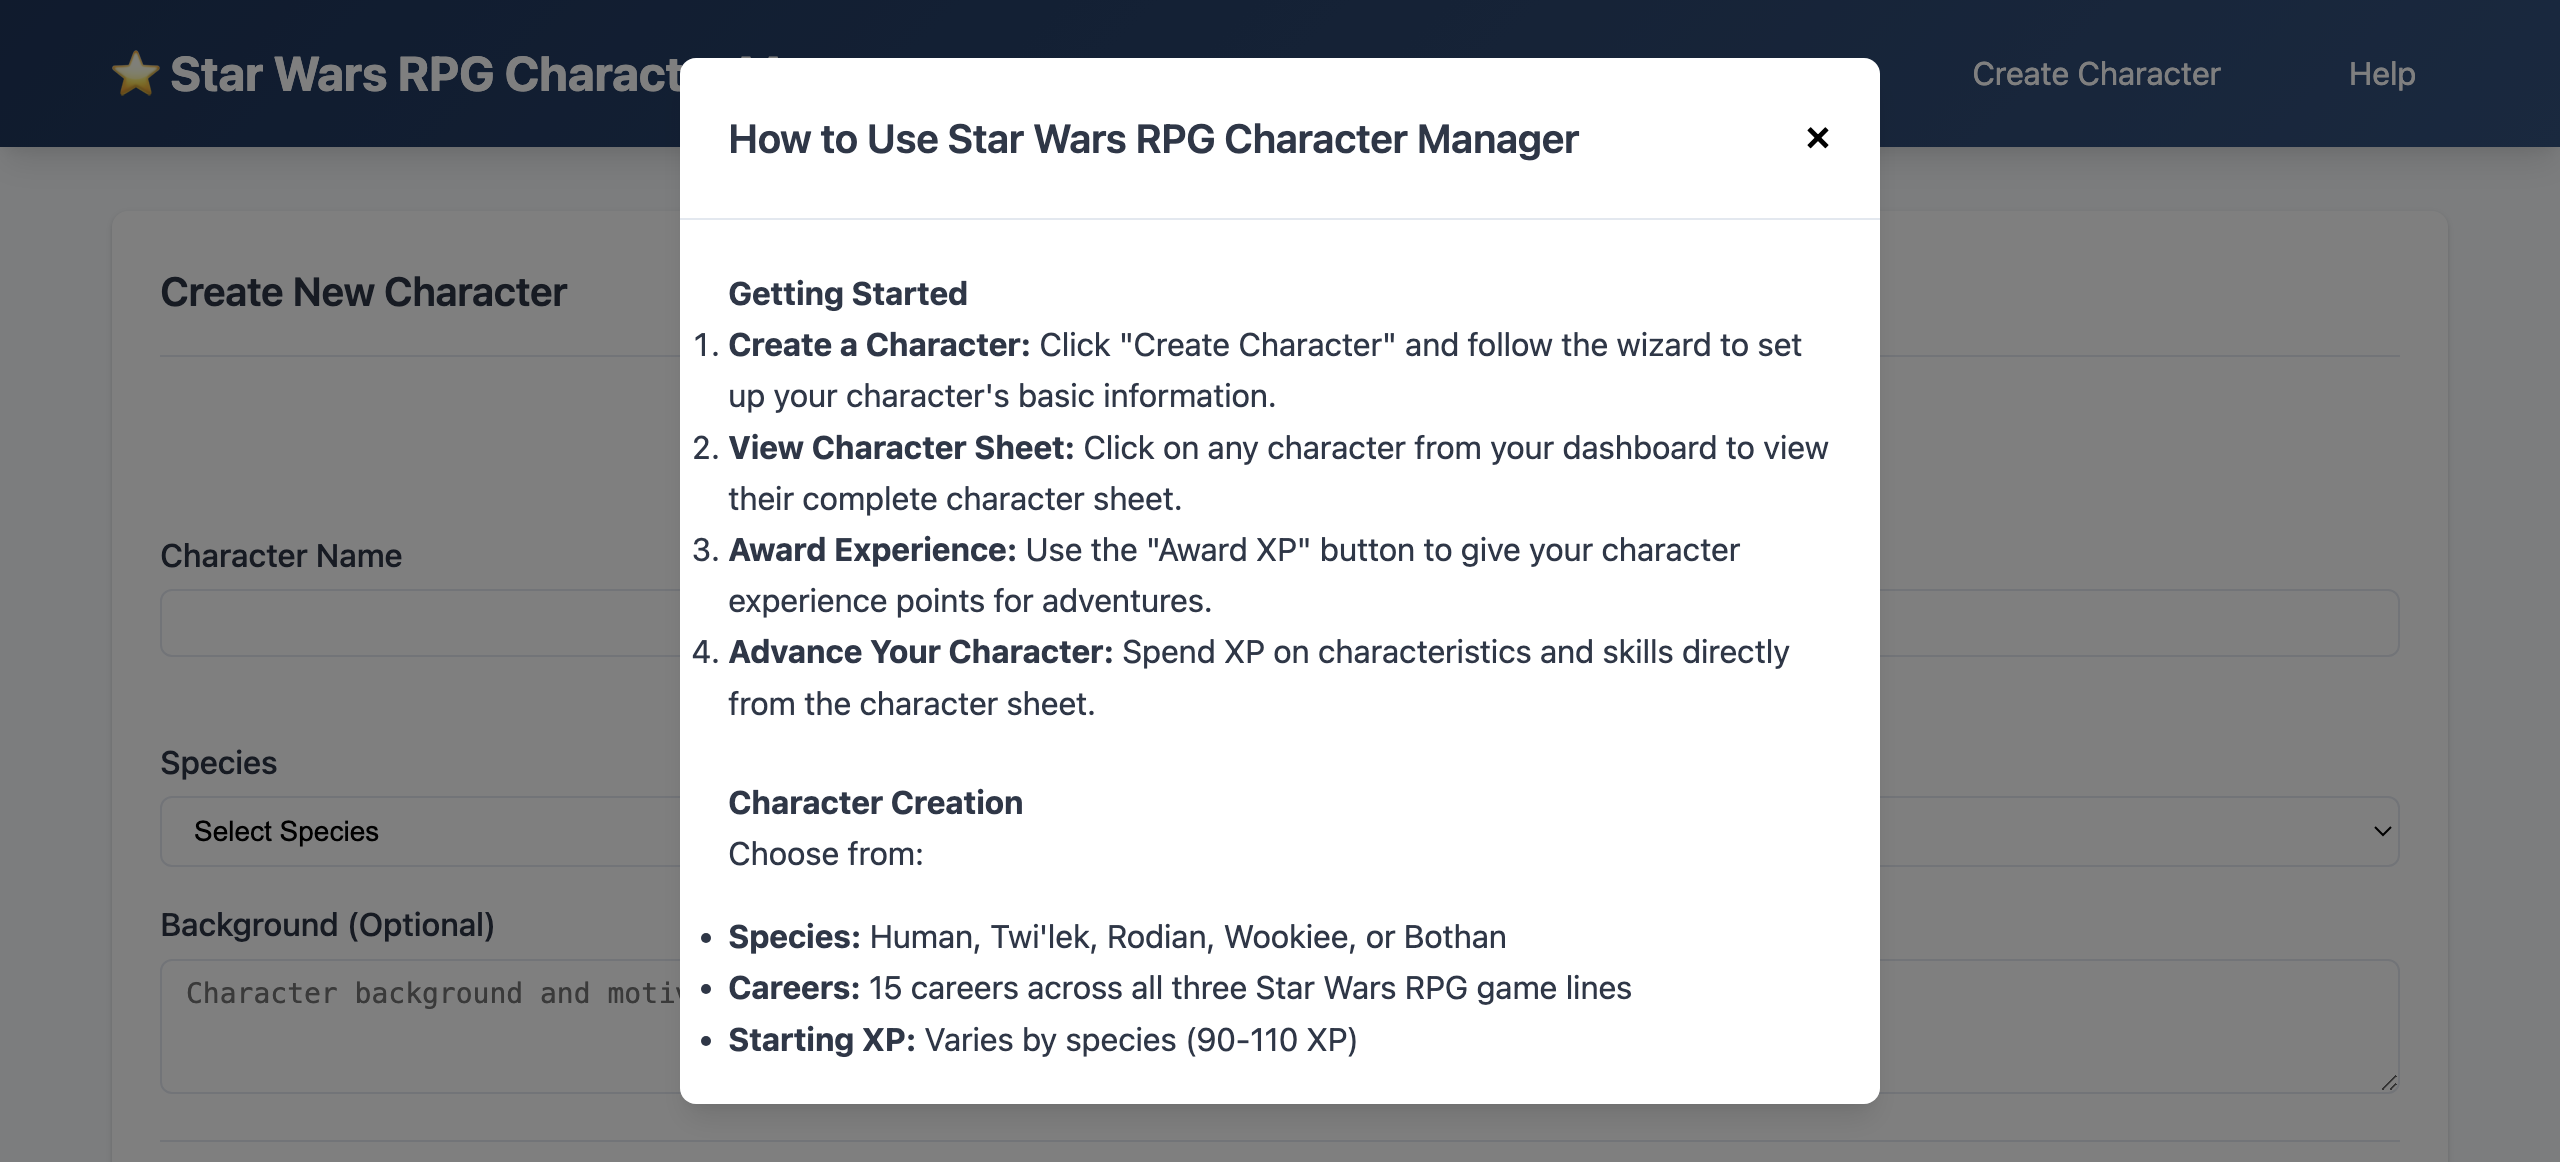 ⭐ Star Wars RPG
Create Character
Help
How to Use Star Wars RPG Character Manager
×
Create New Character
Character Name
Species
Select Species
Background (Optional)
Character background and
Getting Started
1. Create a Character: Click "Create Character" and follow the wizard to set
up your character's basic information.
2. View Character Sheet: Click on any character from your dashboard to view
their complete character sheet.
3. Award Experience: Use the "Award XP" button to give your character
experience points for adventures.
4. Advance Your Character: Spend XP on characteristics and skills directly
from the character sheet.
Character Creation
Choose from:
• Species: Human, Twi'lek, Rodian, Wookiee, or Bothan
• Careers: 15 careers across all three Star Wars RPG game lines
• Starting XP: Varies by species (90-110 XP)